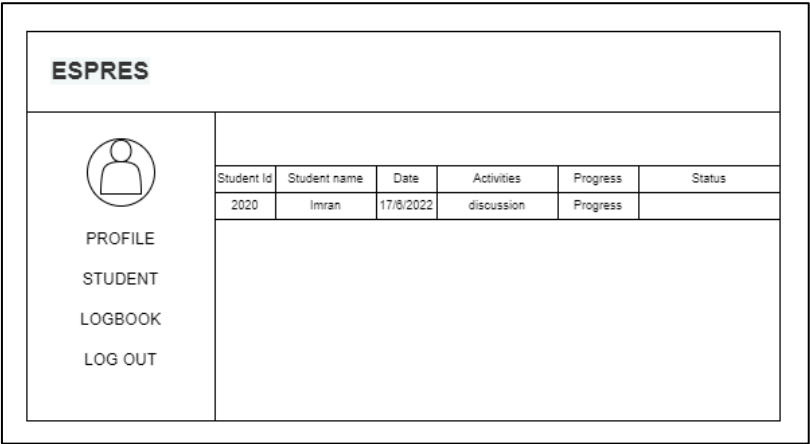 ESPRES
PROFILE
STUDENT
LOGBOOK
LOG OUT
Student Id Student name Date Activities Progress Status
2020 Imran 17/6/2022 discussion Progress